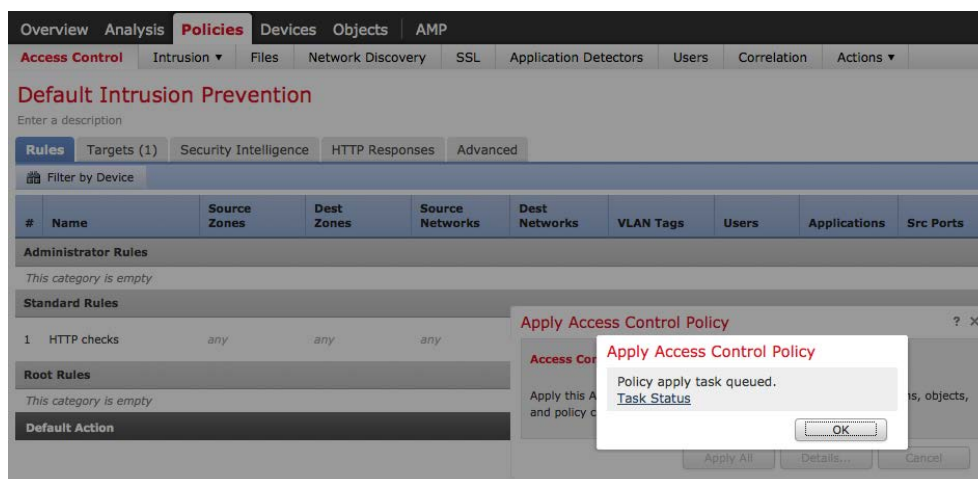 Overview Analysis Policies Devices Objects AMP
Access Control Intrusion ▼ Files Network Discovery SSL Application Detectors Users Correlation Actions ▼
Default Intrusion Prevention
Enter a description
Rules Targets (1) Security Intelligence HTTP Responses Advanced
Filter by Device
# Name Source Zones Dest Zones Source Networks Dest Networks VLAN Tags Users Applications Src Ports
Administrator Rules
This category is empty
Standard Rules
1 HTTP checks any any any
Root Rules
This category is empty
Default Action
Apply Access Control Policy ? X
Access Cor
Apply this A
ns, objects,
and policy c
Apply Access Control Policy
Policy apply task queued.
Task Status
OK
Apply All Details... Cancel